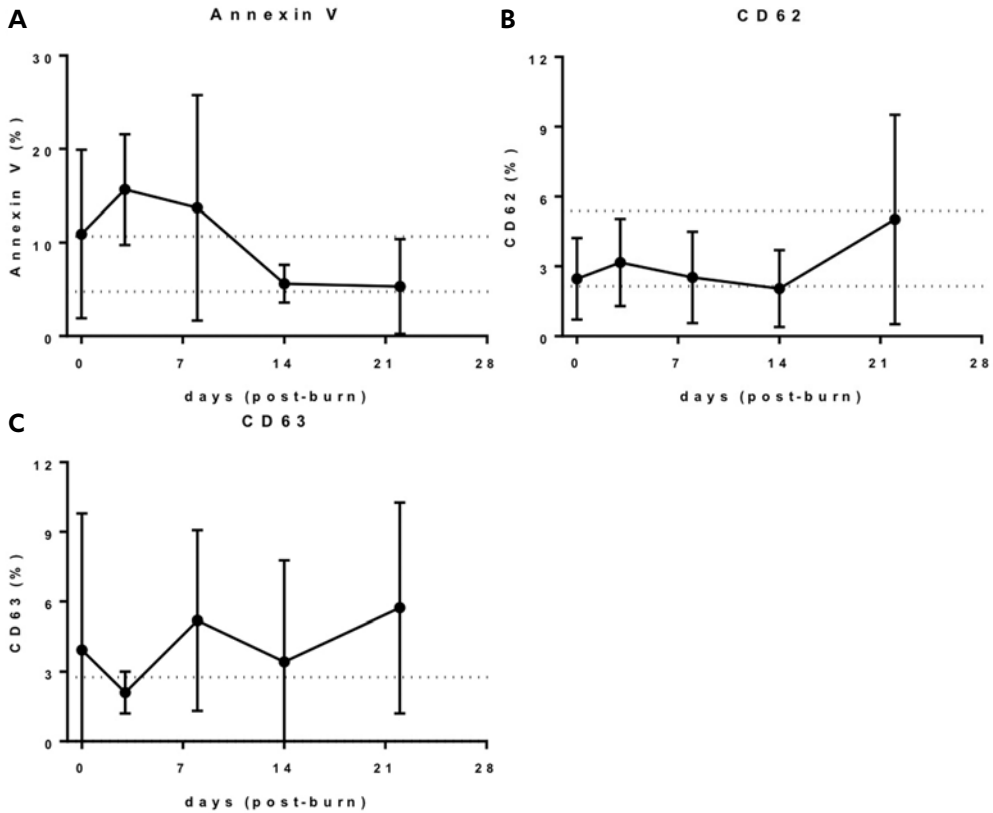 A
Annexin V
Annexin V (%)
30
20
10
0
0 7 14 21 28
days (post-burn)
B
CD62
CD62 (%)
12
9
6
3
0
0 7 14 21 28
days (post-burn)
C
CD63
CD63 (%)
12
9
6
3
0
0 7 14 21 28
days (post-burn)